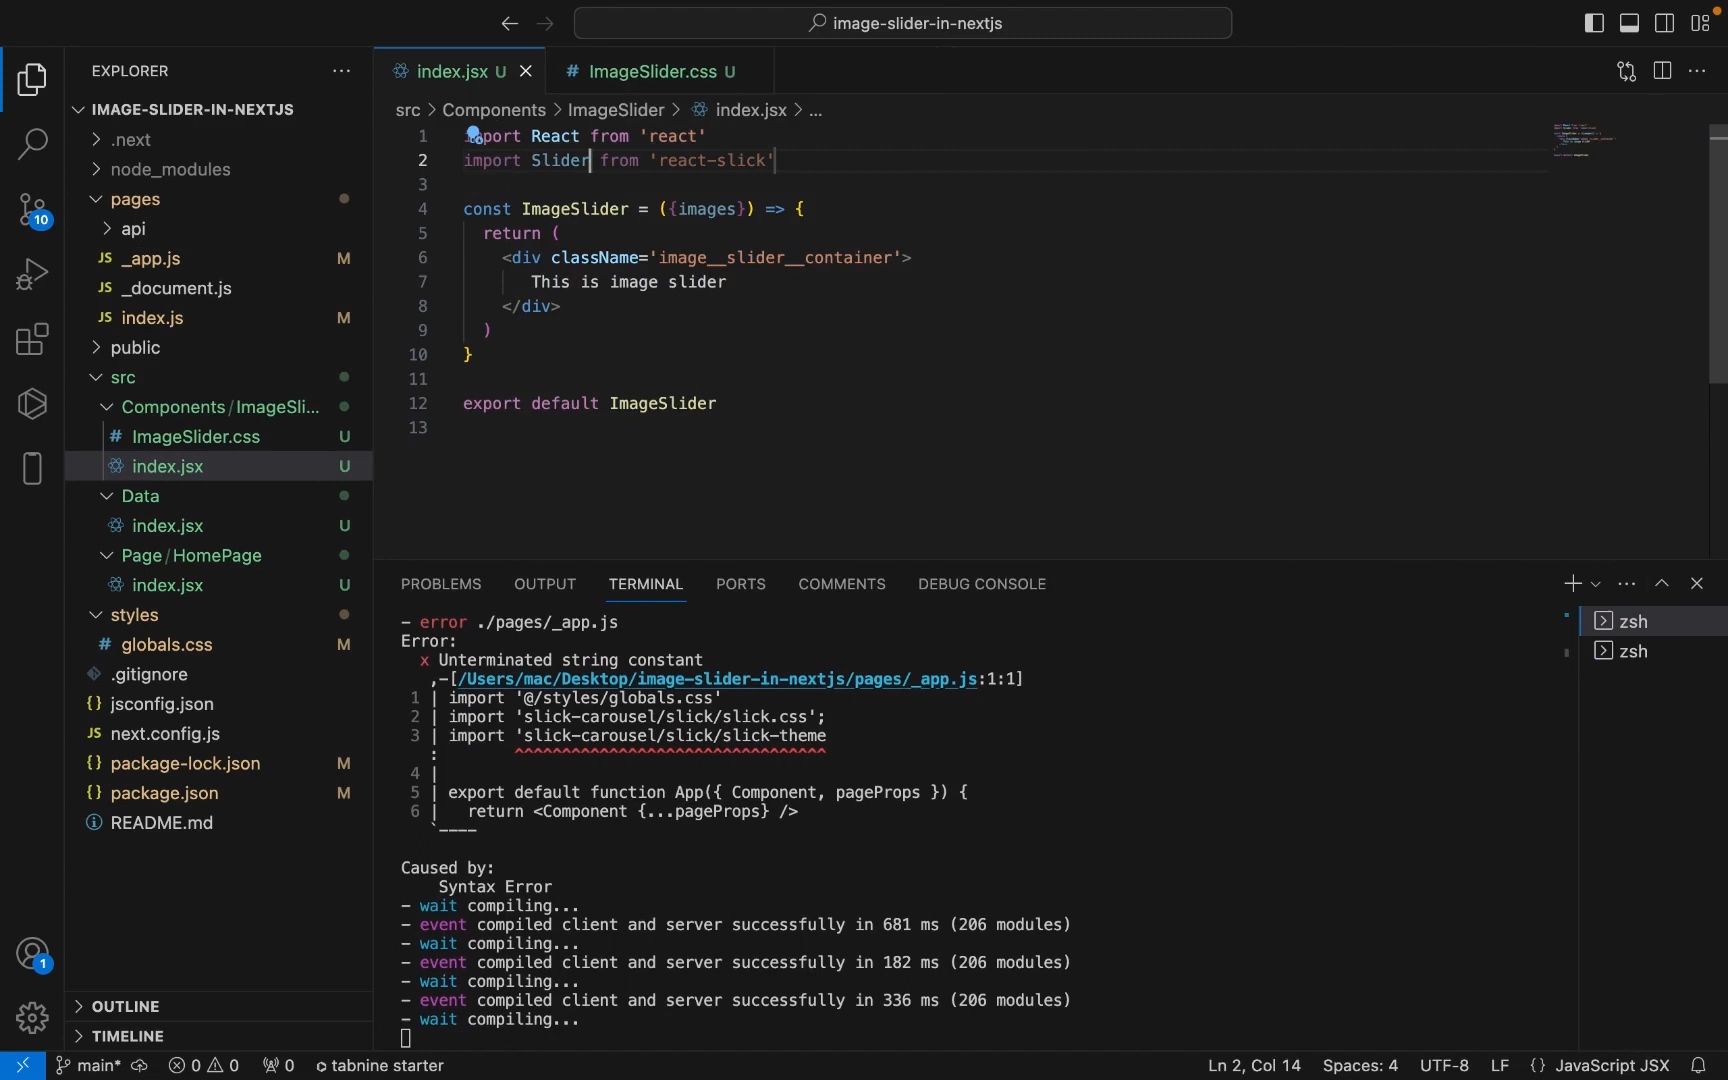 image-slider-in-nextjs
EXPLORER
IMAGE-SLIDER-IN-NEXTJS
.next
node_modules
pages
api
JS _app.js M
JS _document.js
JS index.js M
public
src
Components/ImageSli...
# ImageSlider.css U
index.jsx U
Data
index.jsx U
Page/HomePage
index.jsx U
styles
# globals.css M
.gitignore
{} jsconfig.json
JS next.config.js
{} package-lock.json M
{} package.json M
README.md
OUTLINE
TIMELINE
10
1
index.jsx U
# ImageSlider.css U
src > Components > ImageSlider > index.jsx > ...
1 import React from 'react'
2 import Slider from 'react-slick'
3
4 const ImageSlider = ({images}) => {
5 return (
6 <div className='image__slider__container'>
7 This is image slider
8 </div>
9 )
10 }
11
12 export default ImageSlider
13
PROBLEMS OUTPUT TERMINAL PORTS COMMENTS DEBUG CONSOLE
- error ./pages/_app.js
Error:
x Unterminated string constant
,-[/Users/mac/Desktop/image-slider-in-nextjs/pages/_app.js:1:1]
1 | import '@/styles/globals.css'
2 | import 'slick-carousel/slick/slick.css';
3 | import 'slick-carousel/slick/slick-theme
: ^^^^^^^^^^^^^^^^^^^^^^^^^^^^^^^^^
4 |
5 | export default function App({ Component, pageProps }) {
6 | return <Component {...pageProps} />
`----
Caused by:
Syntax Error
- wait compiling...
- event compiled client and server successfully in 681 ms (206 modules)
- wait compiling...
- event compiled client and server successfully in 182 ms (206 modules)
- wait compiling...
- event compiled client and server successfully in 336 ms (206 modules)
- wait compiling...
zsh
zsh
main* 0 0 0 tabnine starter Ln 2, Col 14 Spaces: 4 UTF-8 LF {} JavaScript JSX